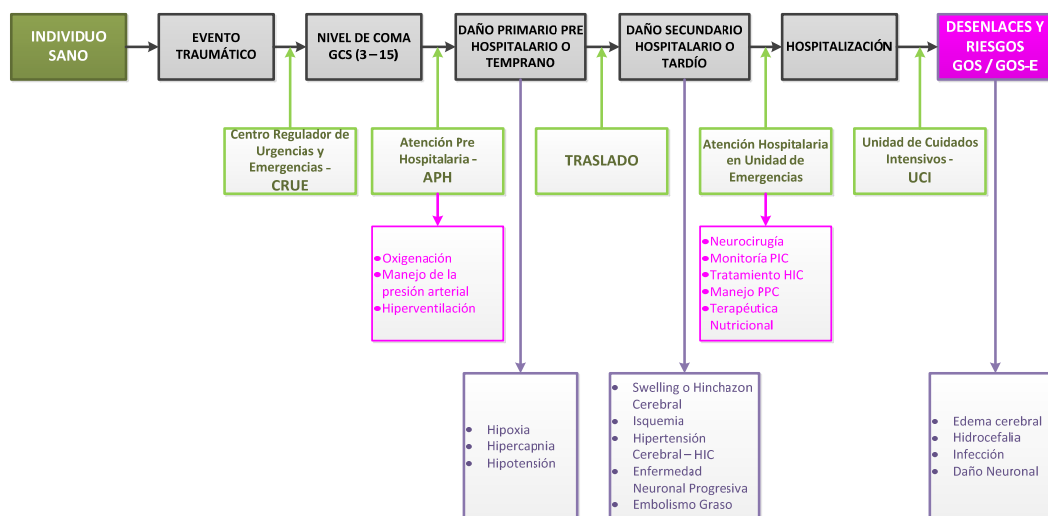 INDIVIDUO
SANO
EVENTO
TRAUMÁTICO
NIVEL DE COMA
GCS (3 – 15)
DAÑO PRIMARIO PRE
HOSPITALARIO O
TEMPRANO
DAÑO SECUNDARIO
HOSPITALARIO O
TARDÍO
HOSPITALIZACIÓN
DESENLACES Y
RIESGOS
GOS / GOS-E
Centro Regulador de
Urgencias y
Emergencias –
CRUE
Atención Pre
Hospitalaria -
APH
TRASLADO
Atención Hospitalaria
en Unidad de
Emergencias
Unidad de Cuidados
Intensivos -
UCI
• Oxigenación
• Manejo de la
presión arterial
• Hiperventilación
• Neurocirugía
• Monitoría PIC
• Tratamiento HIC
• Manejo PPC
• Terapéutica
Nutricional
• Hipoxia
• Hipercapnia
• Hipotensión
• Swelling o Hinchazon
Cerebral
• Isquemia
• Hipertensión
Cerebral – HIC
• Enfermedad
Neuronal Progresiva
• Embolismo Graso
• Edema cerebral
• Hidrocefalia
• Infección
• Daño Neuronal